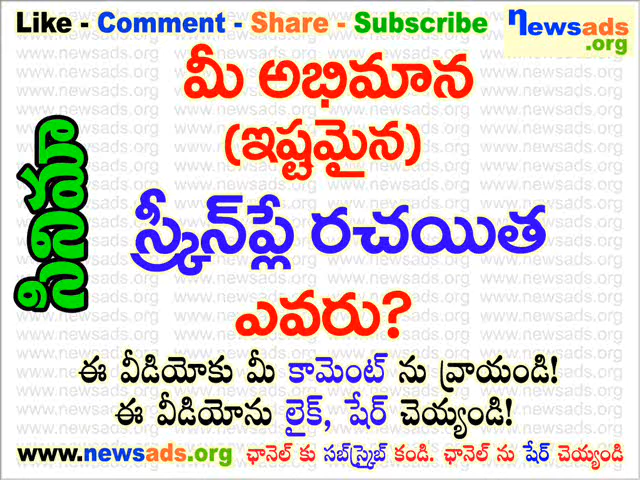 Like - Comment - Share - Subscribe
newsads
.org
మీ అభిమాన
(ఇష్టమైన)
సినిమా
స్క్రీన్‌ప్లే రచయిత
ఎవరు?
ఈ వీడియోకు మీ కామెంట్ ను వ్రాయండి!
ఈ వీడియోను లైక్, షేర్ చెయ్యండి!
www.newsads.org ఛానెల్ కు సబ్‌స్క్రైబ్ కండి. ఛానెల్ ను షేర్ చెయ్యండి